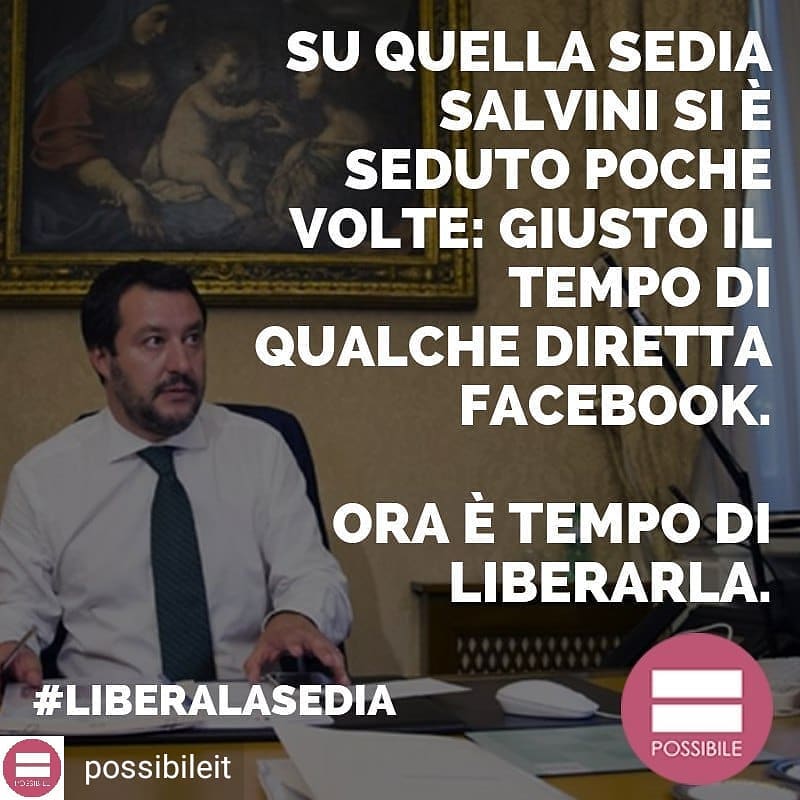 SU QUELLA SEDIA
SALVINI SI È
SEDUTO POCHE
VOLTE: GIUSTO IL
TEMPO DI
QUALCHE DIRETTA
FACEBOOK.
ORA È TEMPO DI
LIBERARLA.
#LIBERALASEDIA
POSSIBILE
POSSIBILE
possibileit